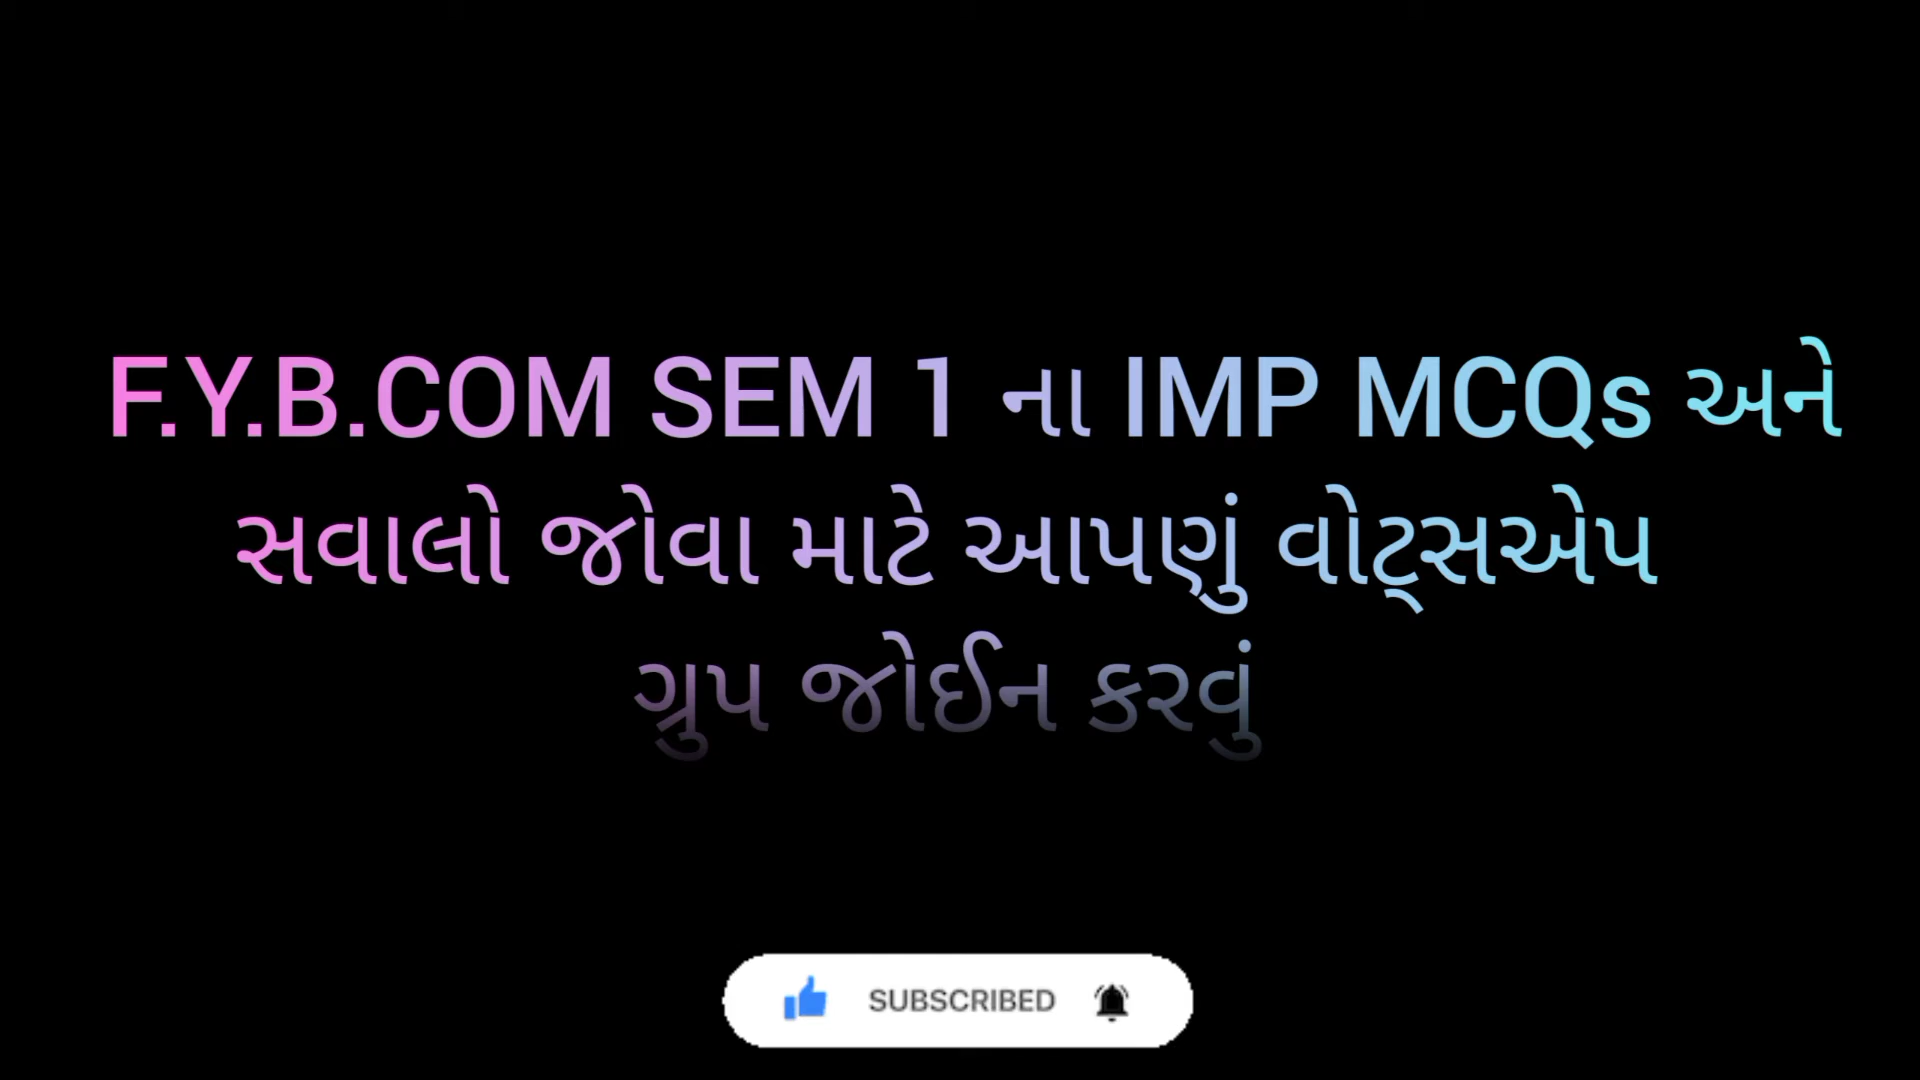 F.Y.B.COM SEM 1 ના IMP MCQs અને
સવાલો જોવા માટે આપણું વોટ્સએપ
ગ્રુપ જોઈન કરવું
SUBSCRIBED